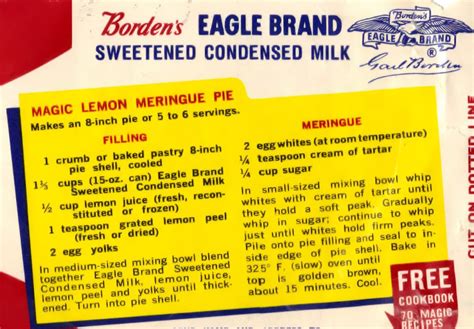 Borden's EAGLE BRAND
SWEETENED CONDENSED MILK
Borden's
EAGLE BRAND
®
Gail Borden
MAGIC LEMON MERINGUE PIE
Makes an 8-inch pie or 5 to 6 servings.
FILLING
1 crumb or baked pastry 8-inch
pie shell, cooled
1⅓ cups (15-oz. can) Eagle Brand
Sweetened Condensed Milk
½ cup lemon juice (fresh, recon-
stituted or frozen)
1 teaspoon grated lemon peel
(fresh or dried)
2 egg yolks
In medium-sized mixing bowl blend
together Eagle Brand Sweetened
Condensed Milk, lemon juice,
lemon peel and yolks until thick-
ened. Turn into shell.
MERINGUE
2 egg whites (at room temperature)
¼ teaspoon cream of tartar
¼ cup sugar
In small-sized mixing bowl whip
whites with cream of tartar until
they hold a soft peak. Gradually
whip in sugar; continue to whip
just until whites hold firm peaks.
Pile onto pie filling and seal to in-
side edge of pie shell. Bake in
325° F. (slow) oven until
top is golden brown,
about 15 minutes. Cool.
FREE
COOKBOOK
70 MAGIC
RECIPES
CUT ON DOTTED LINE